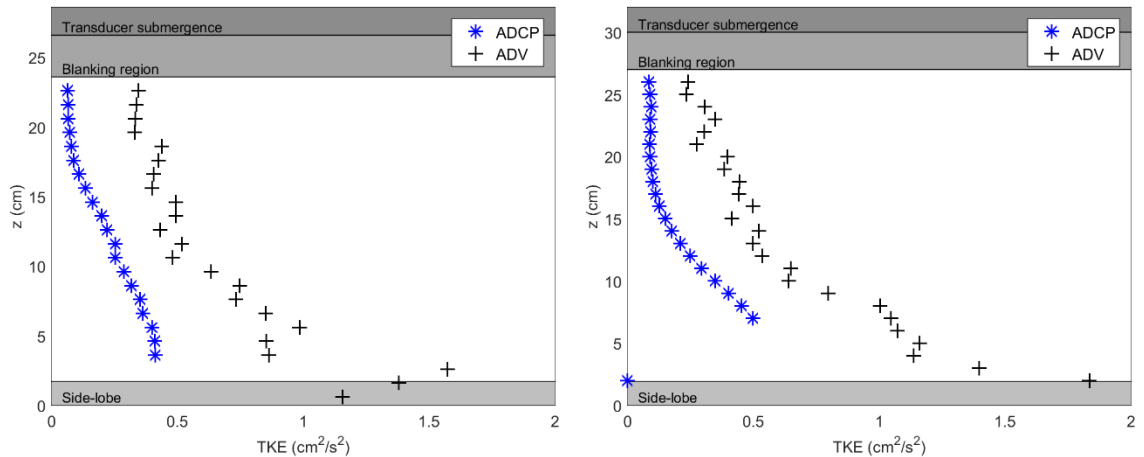 Transducer submergence
Blanking region
ADCP
ADV
25
20
15
10
5
0
z (cm)
Side-lobe
0
0.5
1
1.5
2
TKE (cm²/s²)
Transducer submergence
Blanking region
ADCP
ADV
30
25
20
15
10
5
0
z (cm)
Side-lobe
0
0.5
1
1.5
2
TKE (cm²/s²)